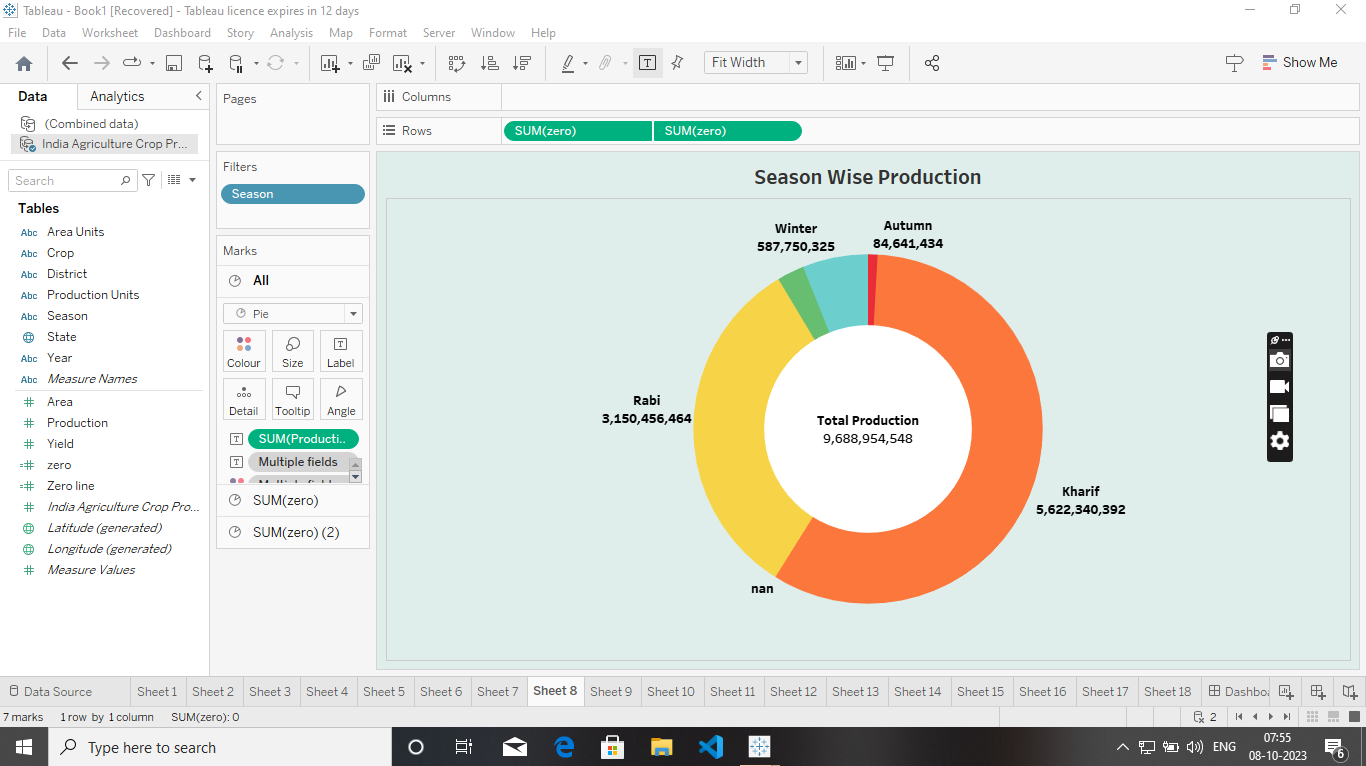 Tableau - Book1 [Recovered] - Tableau licence expires in 12 days
File Data Worksheet Dashboard Story Analysis Map Format Server Window Help
Fit Width
Show Me
Data Analytics
(Combined data)
India Agriculture Crop Pr...
Search
Tables
Abc Area Units
Abc Crop
Abc District
Abc Production Units
Abc Season
State
Abc Year
Abc Measure Names
Area
Production
Yield
zero
Zero line
India Agriculture Crop Pro...
Latitude (generated)
Longitude (generated)
Measure Values
Pages
Filters
Season
Marks
All
Pie
Colour Size Label
Detail Tooltip Angle
SUM(Producti..
Multiple fields
SUM(zero)
SUM(zero) (2)
Columns
Rows SUM(zero) SUM(zero)
Season Wise Production
Winter
587,750,325
Autumn
84,641,434
Rabi
3,150,456,464
Total Production
9,688,954,548
Kharif
5,622,340,392
nan
Data Source Sheet 1 Sheet 2 Sheet 3 Sheet 4 Sheet 5 Sheet 6 Sheet 7 Sheet 8 Sheet 9 Sheet 10 Sheet 11 Sheet 12 Sheet 13 Sheet 14 Sheet 15 Sheet 16 Sheet 17 Sheet 18 Dashboa
7 marks 1 row by 1 column SUM(zero): 0 2
Type here to search
ENG
07:55
08-10-2023
6